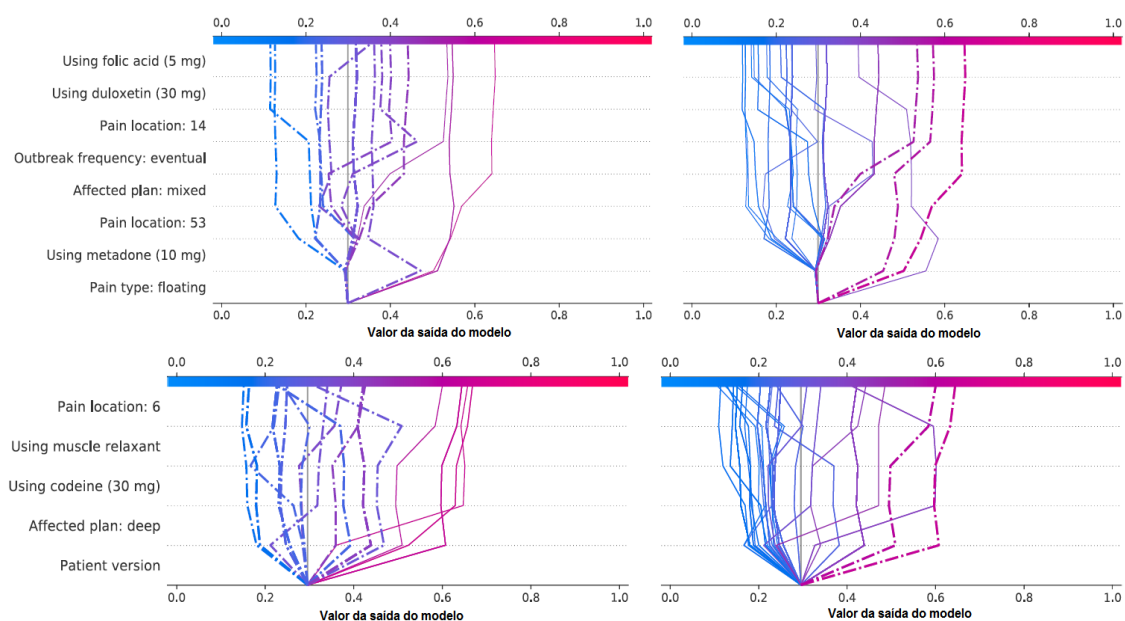 0.0 0.2 0.4 0.6 0.8 1.0
0.0 0.2 0.4 0.6 0.8 1.0
Using folic acid (5 mg)
Using duloxetin (30 mg)
Pain location: 14
Outbreak frequency: eventual
Affected plan: mixed
Pain location: 53
Using metadone (10 mg)
Pain type: floating
0.0 0.2 0.4 0.6 0.8 1.0
0.0 0.2 0.4 0.6 0.8 1.0
Valor da saída do modelo
Valor da saída do modelo
0.0 0.2 0.4 0.6 0.8 1.0
0.0 0.2 0.4 0.6 0.8 1.0
Pain location: 6
Using muscle relaxant
Using codeine (30 mg)
Affected plan: deep
Patient version
0.0 0.2 0.4 0.6 0.8 1.0
0.0 0.2 0.4 0.6 0.8 1.0
Valor da saída do modelo
Valor da saída do modelo